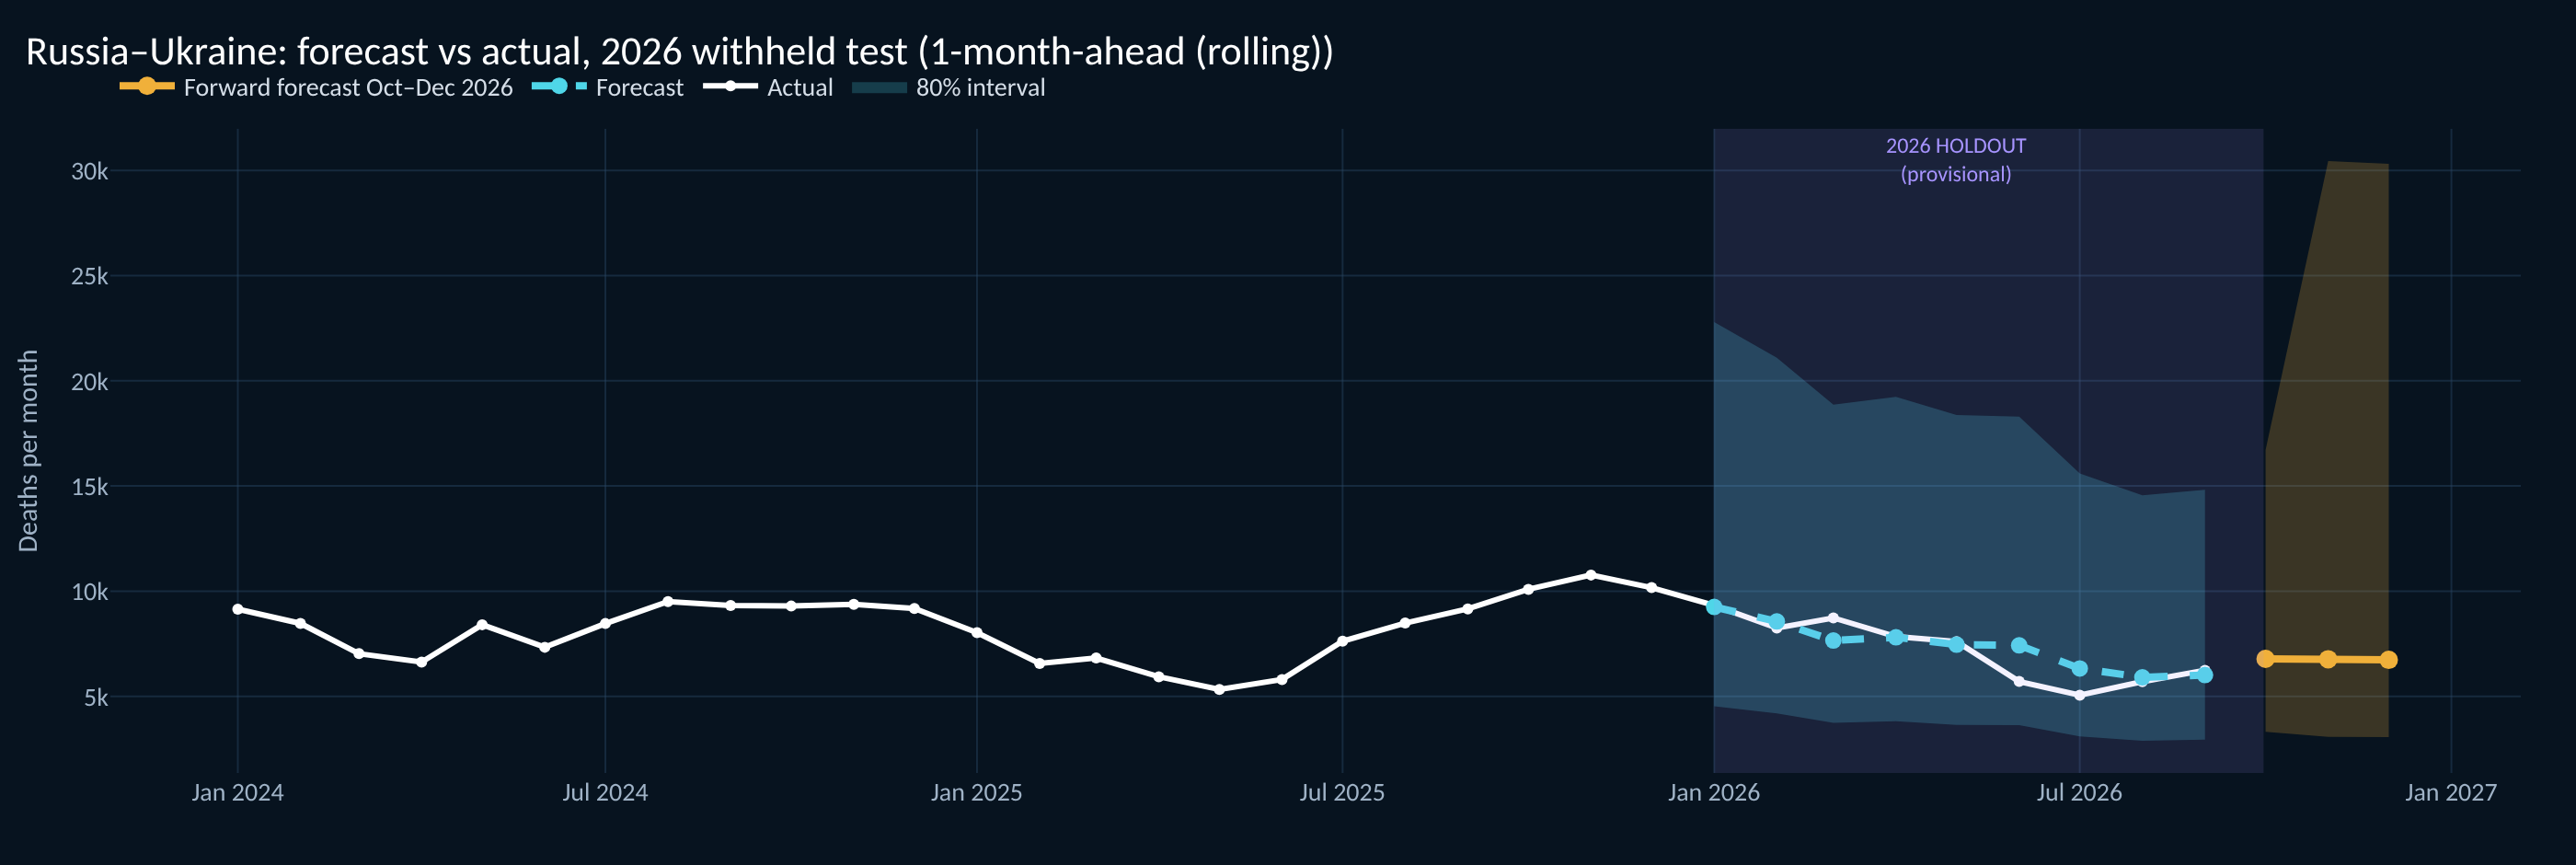 Russia–Ukraine: forecast vs actual, 2026 withheld test (1-month-ahead (rolling))
Forward forecast Oct–Dec 2026 Forecast Actual 80% interval
2026 HOLDOUT
(provisional)
30k
25k
20k
15k
10k
5k
Deaths per month
Jan 2024 Jul 2024 Jan 2025 Jul 2025 Jan 2026 Jul 2026 Jan 2027